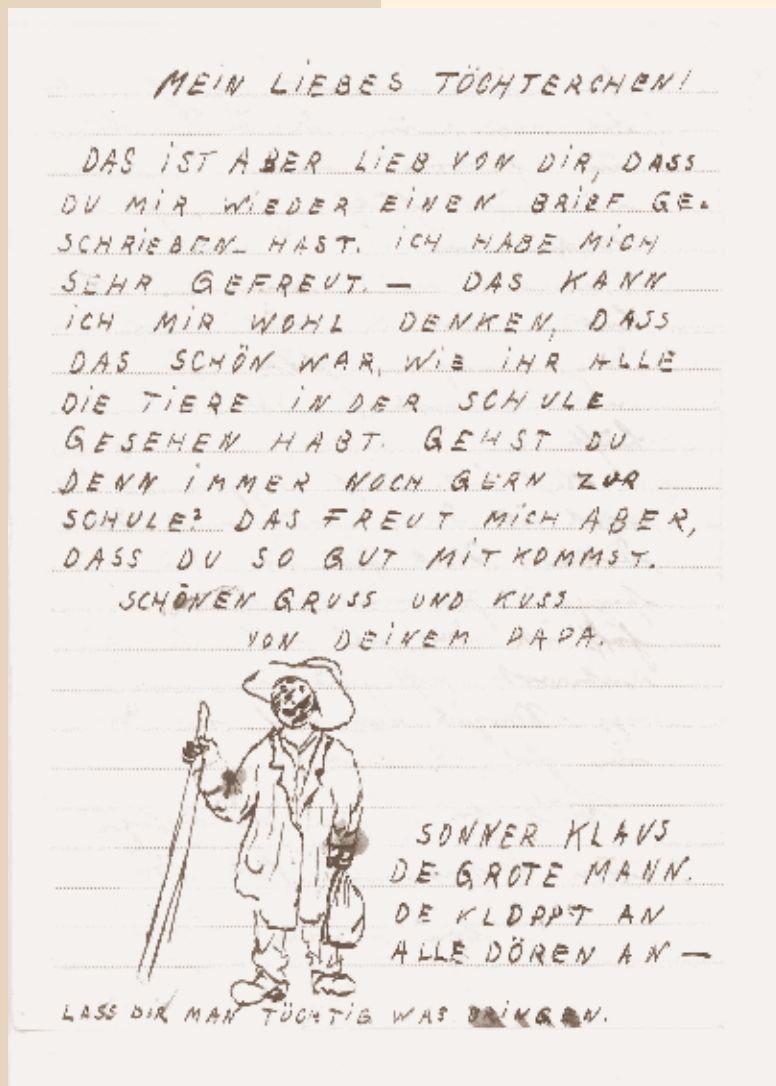 MEIN LIEBES TÖCHTERCHEN!
DAS IST ABER LIEB VON DIR, DASS
DU MIR WIEDER EINEN BRIEF GE-
SCHRIEBEN HAST. ICH HABE MICH
SEHR GEFREUT. — DAS KANN
ICH MIR WOHL DENKEN, DASS
DAS SCHÖN WAR, WIE IHR ALLE
DIE TIERE IN DER SCHULE
GESEHEN HABT. GEHST DU
DENN IMMER NOCH GERN ZUR
SCHULE? DAS FREUT MICH ABER,
DASS DU SO GUT MITKOMMST.
SCHÖNEN GRUSS UND KUSS
VON DEINEM PAPA.
SÜNNER KLAUS
DE GROTE MANN.
DE KLOPPT AN
ALLE DÖREN AN —
LASS DIR MAN TÜCHTIG WAS BRINGEN.